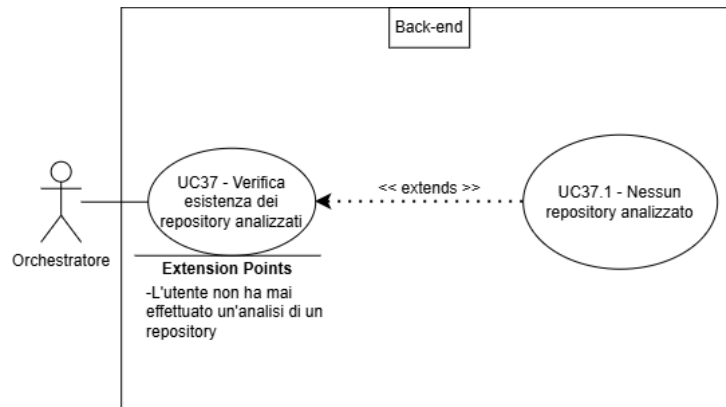 Back-end
UC37 - Verifica
esistenza dei
repository analizzati
<< extends >>
UC37.1 - Nessun
repository analizzato
Orchestratore
Extension Points
-L'utente non ha mai
effettuato un'analisi di un
repository